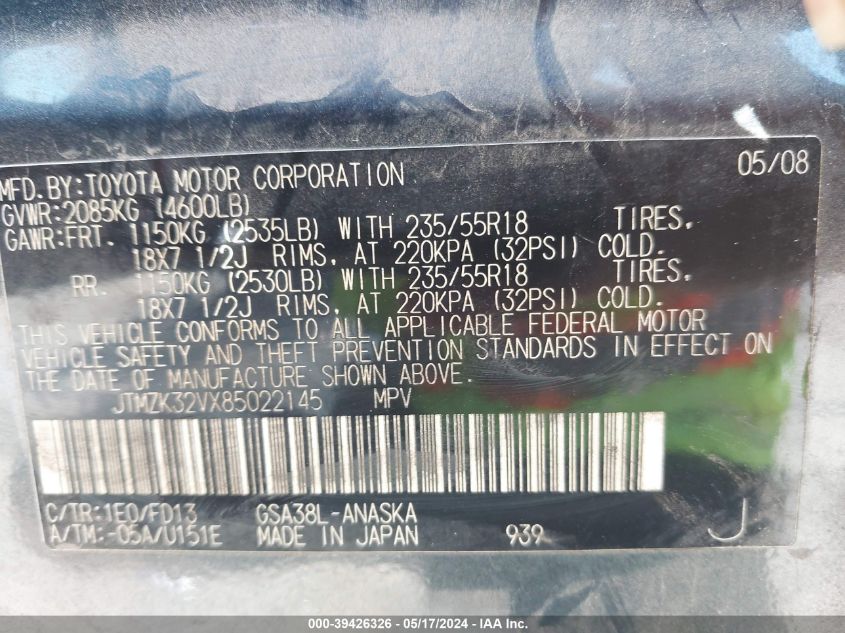 05/08
MFD.BY:TOYOTA MOTOR CORPORATION
GVWR:2085KG (4600LB)
GAWR:FRT. 1150KG (2535LB) WITH 235/55R18 TIRES,
18X7 1/2J RIMS, AT 220KPA (32PSI) COLD.
RR. 1150KG (2530LB) WITH 235/55R18 TIRES,
18X7 1/2J RIMS, AT 220KPA (32PSI) COLD.
THIS VEHICLE CONFORMS TO ALL APPLICABLE FEDERAL MOTOR
VEHICLE SAFETY AND THEFT PREVENTION STANDARDS IN EFFECT ON
THE DATE OF MANUFACTURE SHOWN ABOVE.
JTMZK32VX85022145 MPV
C/TR:1E0/FD13 GSA38L-ANASKA
A/TM:-05A/U151E MADE IN JAPAN 939 J
000-39426326 / 05/17/2024 - IAA Inc.